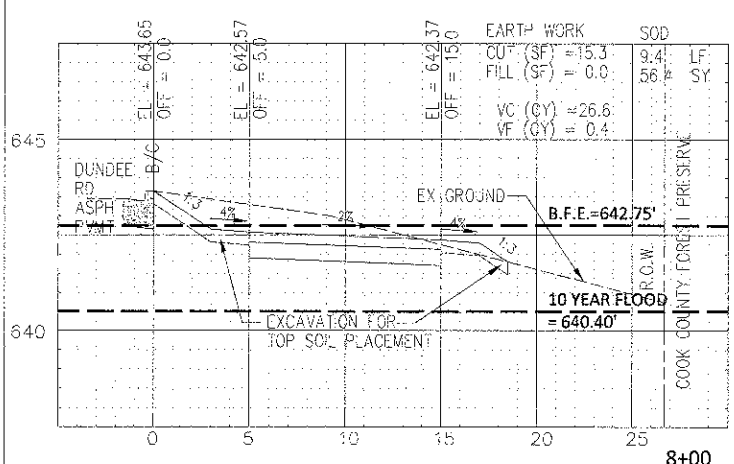 EL = 643.65
OFF = 0.0
EL = 642.57
OFF = 5.0
EL = 642.37
OFF = 15.0
EARTH WORK
CUT (SF) = 15.3
FILL (SF) = 0.0
VC (CY) = 26.6
VF (CY) = 0.4
SOD
9.4 LF
56.4 SY
645
640
B/C
DUNDEE
RD
ASPH
PVMT
1:3
4%
2%
4%
1:3
EX GROUND
B.F.E.=642.75'
10 YEAR FLOOD
= 640.40'
EXCAVATION FOR
TOP SOIL PLACEMENT
R.O.W.
COOK COUNTY FOREST PRESERVE
0 5 10 15 20 25 30
8+00